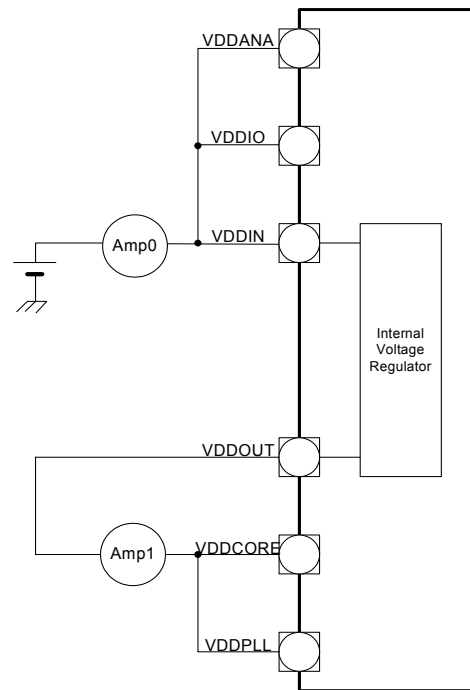 VDDANA
VDDIO
VDDIN
Amp0
Internal
Voltage
Regulator
VDDOUT
Amp1
VDDCORE
VDDPLL